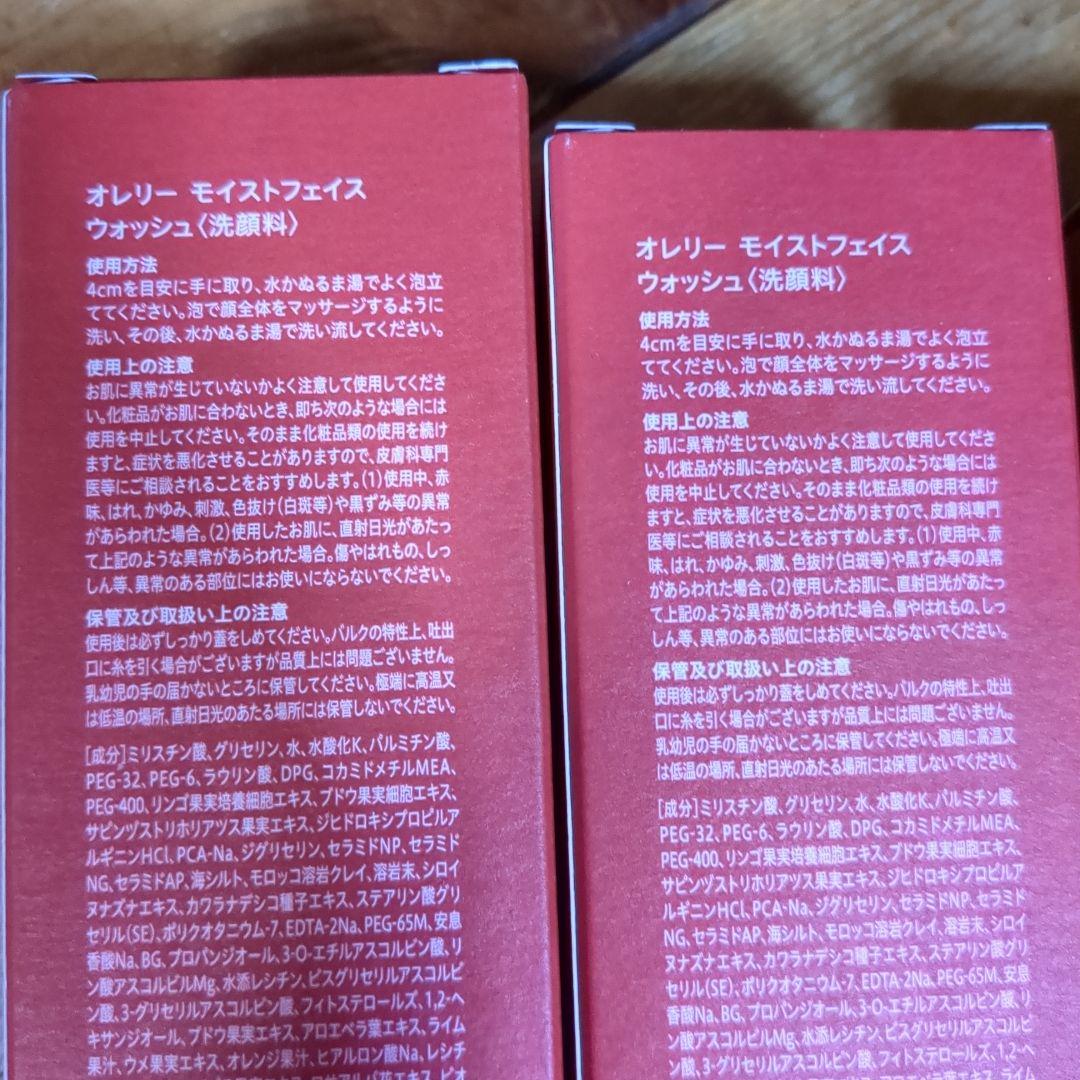 オレリー モイストフェイス
ウォッシュ〈洗顔料〉
使用方法
4cmを目安に手に取り、水かぬるま湯でよく泡立
ててください。泡で顔全体をマッサージするように
洗い、その後、水かぬるま湯で洗い流してください。
使用上の注意
お肌に異常が生じていないかよく注意して使用してくださ
い。化粧品がお肌に合わないとき、即ち次のような場合には
使用を中止してください。そのまま化粧品類の使用を続け
ますと、症状を悪化させることがありますので、皮膚科専門
医等にご相談されることをおすすめします。(1)使用中、赤
味、はれ、かゆみ、刺激、色抜け(白斑等)や黒ずみ等の異常
があらわれた場合。(2)使用したお肌に、直射日光があたっ
て上記のような異常があらわれた場合。傷やはれもの、しっ
しん等、異常のある部位にはお使いにならないでください。
保管及び取扱い上の注意
使用後は必ずしっかり蓋をしめてください。バルクの特性上、吐出
口に糸を引く場合がございますが品質上には問題ございません。
乳幼児の手の届かないところに保管してください。極端に高温又
は低温の場所、直射日光のあたる場所には保管しないでください。
[成分]ミリスチン酸、グリセリン、水、水酸化K、パルミチン酸、
PEG-32、PEG-6、ラウリン酸、DPG、コカミドメチルMEA、
PEG-400、リンゴ果実培養細胞エキス、ブドウ果実細胞エキス、
サピンヅストリホリアツス果実エキス、ジヒドロキシプロピルア
ルギニンHCl、PCA-Na、ジグリセリン、セラミドNP、セラミド
NG、セラミドAP、海シルト、モロッコ溶岩クレイ、溶岩末、シロイ
ヌナズナエキス、カワラナデシコ種子エキス、ステアリン酸グリ
セリル(SE)、ポリクオタニウム-7、EDTA-2Na、PEG-65M、安息
香酸Na、BG、プロパンジオール、3-O-エチルアスコルビン酸、リ
ン酸アスコルビルMg、水添レシチン、ビスグリセリルアスコルビ
ン酸、3-グリセリルアスコルビン酸、フィトステロールズ、1,2-ヘ
キサンジオール、ブドウ果実エキス、アロエベラ葉エキス、ライム
果汁、ウメ果実エキス、オレンジ果汁、ヒアルロン酸Na、レシチ
オレリー モイストフェイス
ウォッシュ〈洗顔料〉
使用方法
4cmを目安に手に取り、水かぬるま湯でよく泡立
ててください。泡で顔全体をマッサージするように
洗い、その後、水かぬるま湯で洗い流してください。
使用上の注意
お肌に異常が生じていないかよく注意して使用してくださ
い。化粧品がお肌に合わないとき、即ち次のような場合には
使用を中止してください。そのまま化粧品類の使用を続け
ますと、症状を悪化させることがありますので、皮膚科専門
医等にご相談されることをおすすめします。(1)使用中、赤
味、はれ、かゆみ、刺激、色抜け(白斑等)や黒ずみ等の異常
があらわれた場合。(2)使用したお肌に、直射日光があたっ
て上記のような異常があらわれた場合。傷やはれもの、しっ
しん等、異常のある部位にはお使いにならないでください。
保管及び取扱い上の注意
使用後は必ずしっかり蓋をしめてください。バルクの特性上、吐出
口に糸を引く場合がございますが品質上には問題ございません。
乳幼児の手の届かないところに保管してください。極端に高温又
は低温の場所、直射日光のあたる場所には保管しないでください。
[成分]ミリスチン酸、グリセリン、水、水酸化K、パルミチン酸、
PEG-32、PEG-6、ラウリン酸、DPG、コカミドメチルMEA、
PEG-400、リンゴ果実培養細胞エキス、ブドウ果実細胞エキス、
サピンヅストリホリアツス果実エキス、ジヒドロキシプロピルア
ルギニンHCl、PCA-Na、ジグリセリン、セラミドNP、セラミド
NG、セラミドAP、海シルト、モロッコ溶岩クレイ、溶岩末、シロイ
ヌナズナエキス、カワラナデシコ種子エキス、ステアリン酸グリ
セリル(SE)、ポリクオタニウム-7、EDTA-2Na、PEG-65M、安息
香酸Na、BG、プロパンジオール、3-O-エチルアスコルビン酸、リ
ン酸アスコルビルMg、水添レシチン、ビスグリセリルアスコルビ
ン酸、3-グリセリルアスコルビン酸、フィトステロールズ、1,2-ヘ